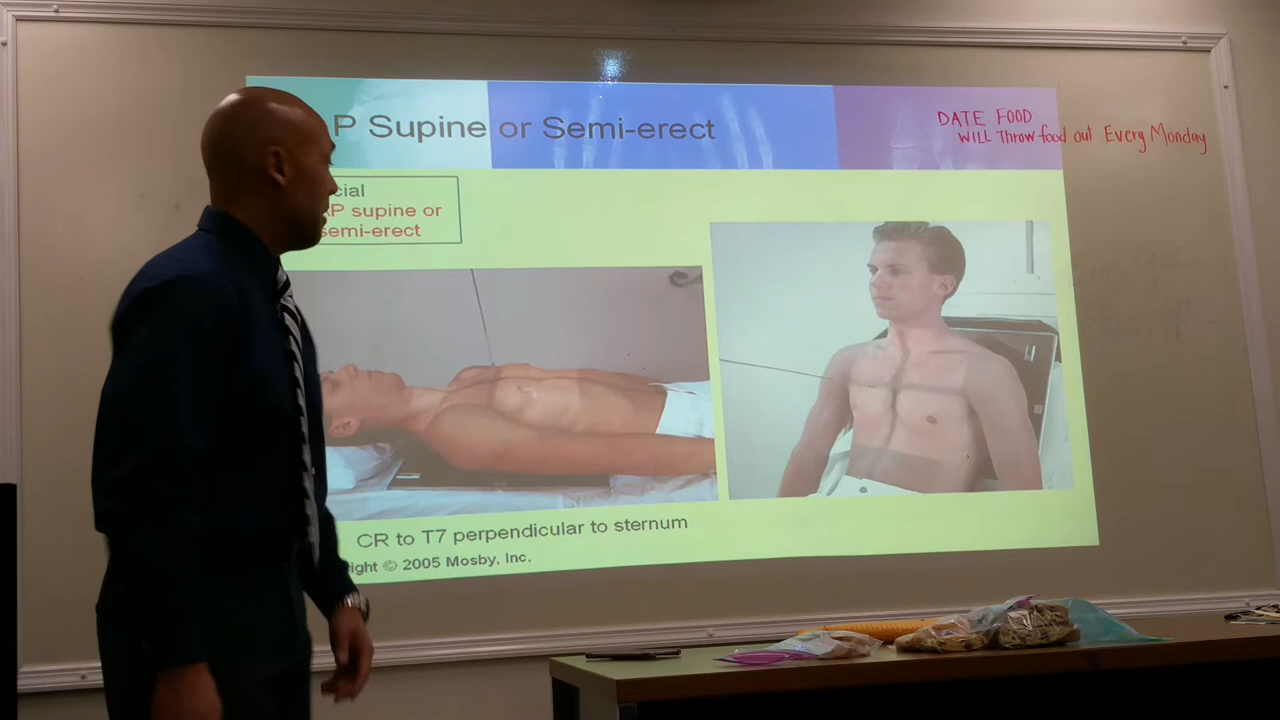 P Supine or Semi-erect
DATE FOOD
WILL Throw food out Every Monday
cial
AP supine or
semi-erect
CR to T7 perpendicular to sternum
ight © 2005 Mosby, Inc.